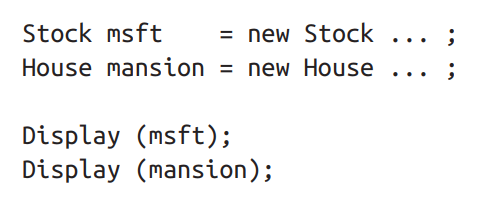 Stock msft    = new Stock ... ;
House mansion = new House ... ;
Display (msft);
Display (mansion);